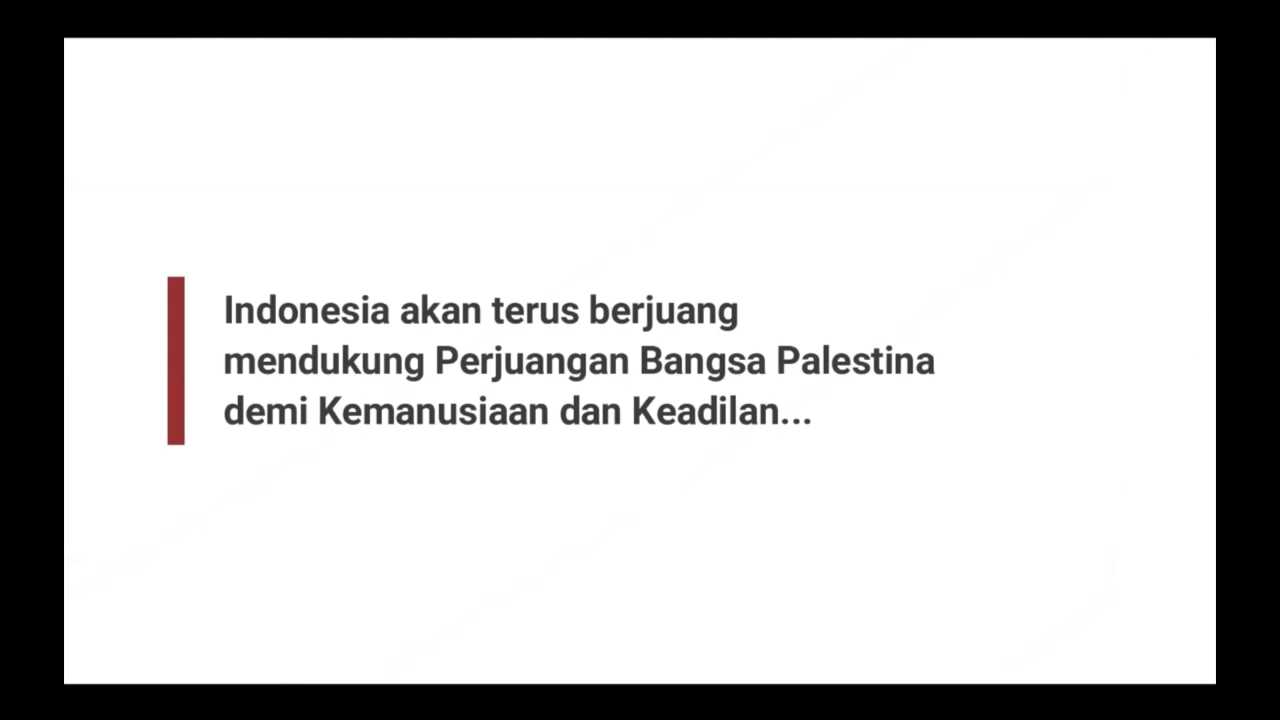 Indonesia akan terus berjuang
mendukung Perjuangan Bangsa Palestina
demi Kemanusiaan dan Keadilan...